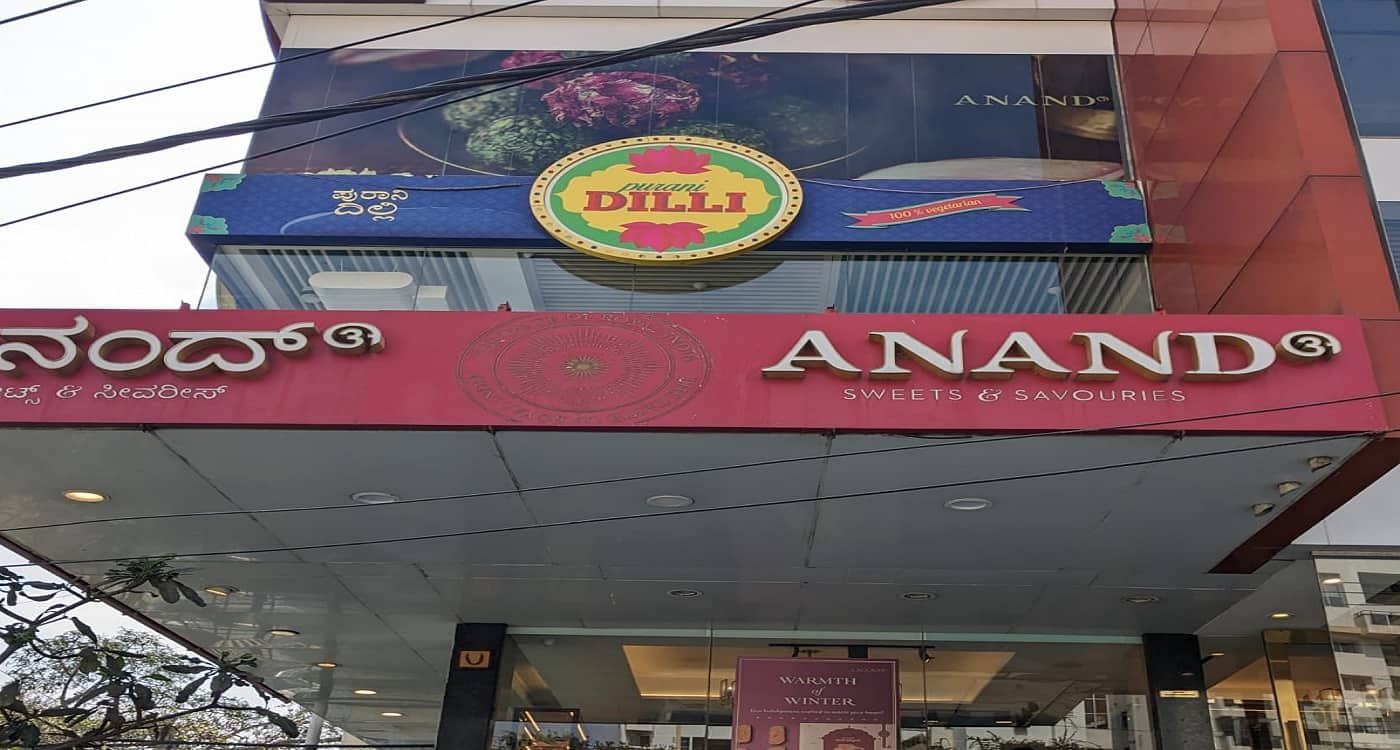 ANAND
ಪುರಾನಿ
ದಿಲ್ಲಿ
purani
DILLI
100% vegetarian
ನಂದ್
ANAND
ಟ್ಸ್ & ಸೀವರೀಸ್
SWEETS & SAVOURIES
WARMTH
of
WINTER